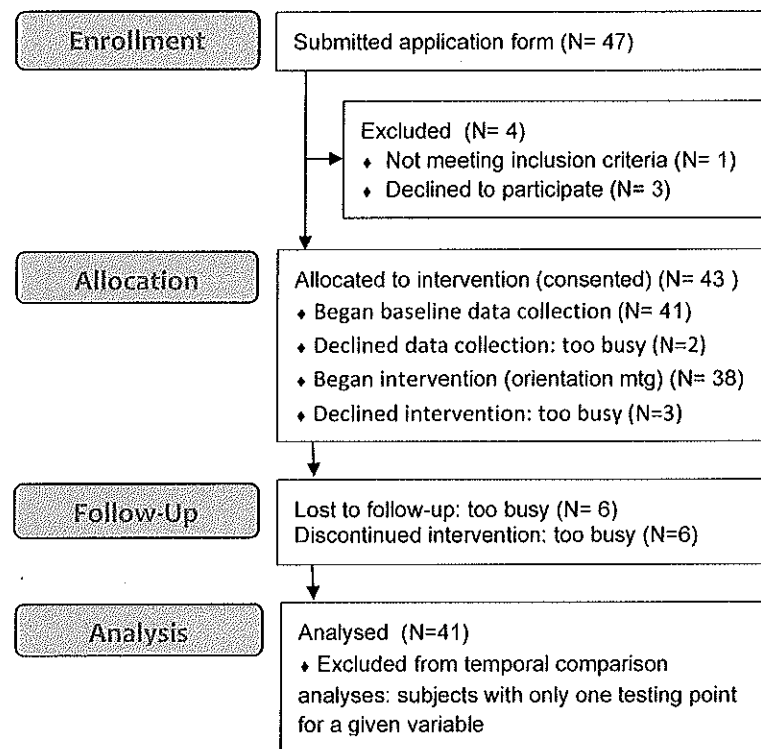 Enrollment
Submitted application form (N= 47)
Excluded (N= 4)
♦ Not meeting inclusion criteria (N= 1)
♦ Declined to participate (N= 3)
Allocation
Allocated to intervention (consented) (N= 43 )
♦ Began baseline data collection (N= 41)
♦ Declined data collection: too busy (N=2)
♦ Began intervention (orientation mtg) (N= 38)
♦ Declined intervention: too busy (N=3)
Follow-Up
Lost to follow-up: too busy (N= 6)
Discontinued intervention: too busy (N=6)
Analysis
Analysed (N=41)
♦ Excluded from temporal comparison
analyses: subjects with only one testing point
for a given variable